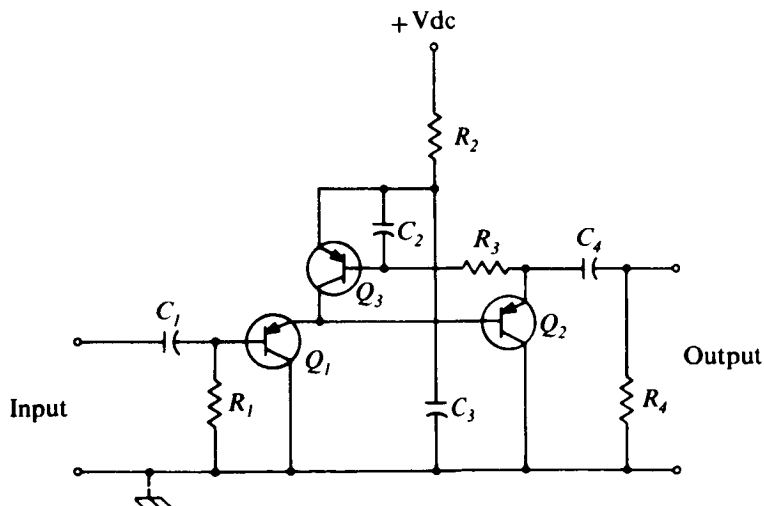 + Vdc
R2
C2
R3
C4
Q3
C1
Q2
Q1
Output
Input
R1
C3
R4